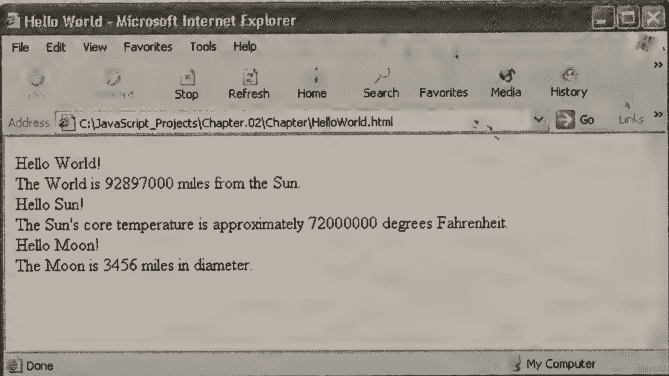 Hello World - Microsoft Internet Explorer
File Edit View Favorites Tools Help
Stop Refresh Home Search Favorites Media History »
Address C:\JavaScript_Projects\Chapter.02\Chapter\HelloWorld.html Go Links »
Hello World!
The World is 92897000 miles from the Sun.
Hello Sun!
The Sun's core temperature is approximately 72000000 degrees Fahrenheit.
Hello Moon!
The Moon is 3456 miles in diameter.
Done My Computer